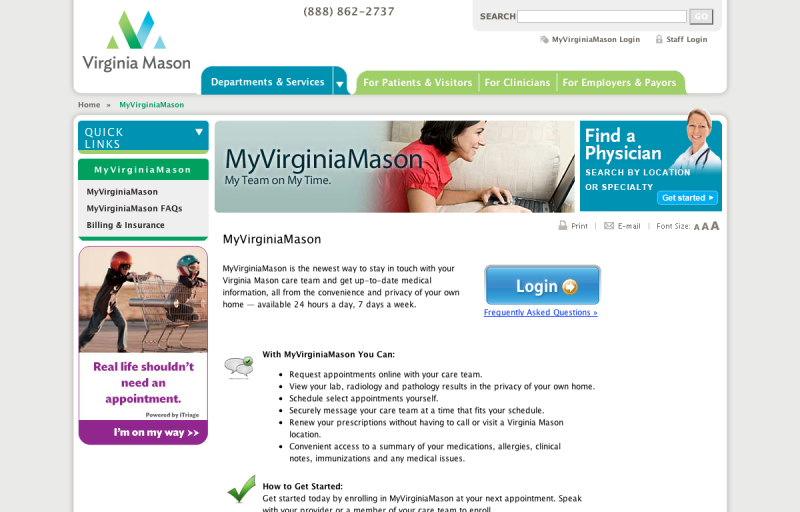 (888) 862-2737
SEARCH
GO
MyVirginiaMason Login
Staff Login
Virginia Mason
Departments & Services
For Patients & Visitors
For Clinicians
For Employers & Payors
Home » MyVirginiaMason
QUICK
LINKS
MyVirginiaMason
MyVirginiaMason
MyVirginiaMason FAQs
Billing & Insurance
Real life shouldn't
need an
appointment.
Powered by iTriage
I'm on my way >>
MyVirginiaMason
My Team on My Time.
Find a
Physician
SEARCH BY LOCATION
OR SPECIALTY
Get started
Print | E-mail | Font Size: A A A
MyVirginiaMason
MyVirginiaMason is the newest way to stay in touch with your
Virginia Mason care team and get up-to-date medical
information, all from the convenience and privacy of your own
home — available 24 hours a day, 7 days a week.
Login
Frequently Asked Questions »
With MyVirginiaMason You Can:
• Request appointments online with your care team.
• View your lab, radiology and pathology results in the privacy of your own home.
• Schedule select appointments yourself.
• Securely message your care team at a time that fits your schedule.
• Renew your prescriptions without having to call or visit a Virginia Mason
location.
• Convenient access to a summary of your medications, allergies, clinical
notes, immunizations and any medical issues.
How to Get Started:
Get started today by enrolling in MyVirginiaMason at your next appointment. Speak
with your provider or a member of your care team to enroll.